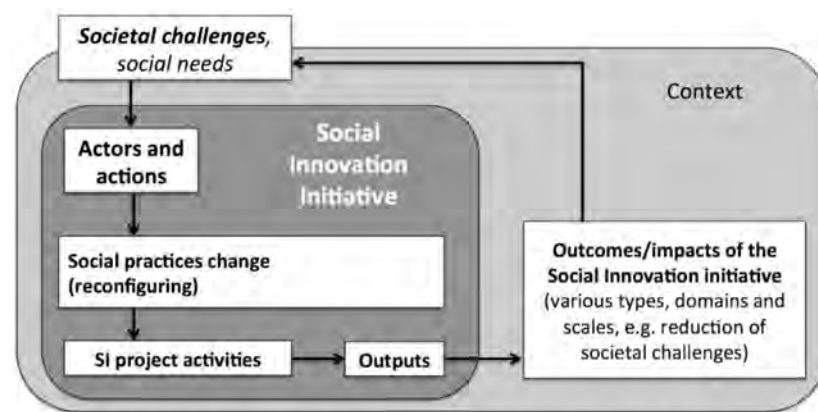 Societal challenges,
social needs
Context
Social
Innovation
Initiative
Actors and
actions
Social practices change
(reconfiguring)
SI project activities
Outputs
Outcomes/impacts of the
Social Innovation initiative
(various types, domains and
scales, e.g. reduction of
societal challenges)